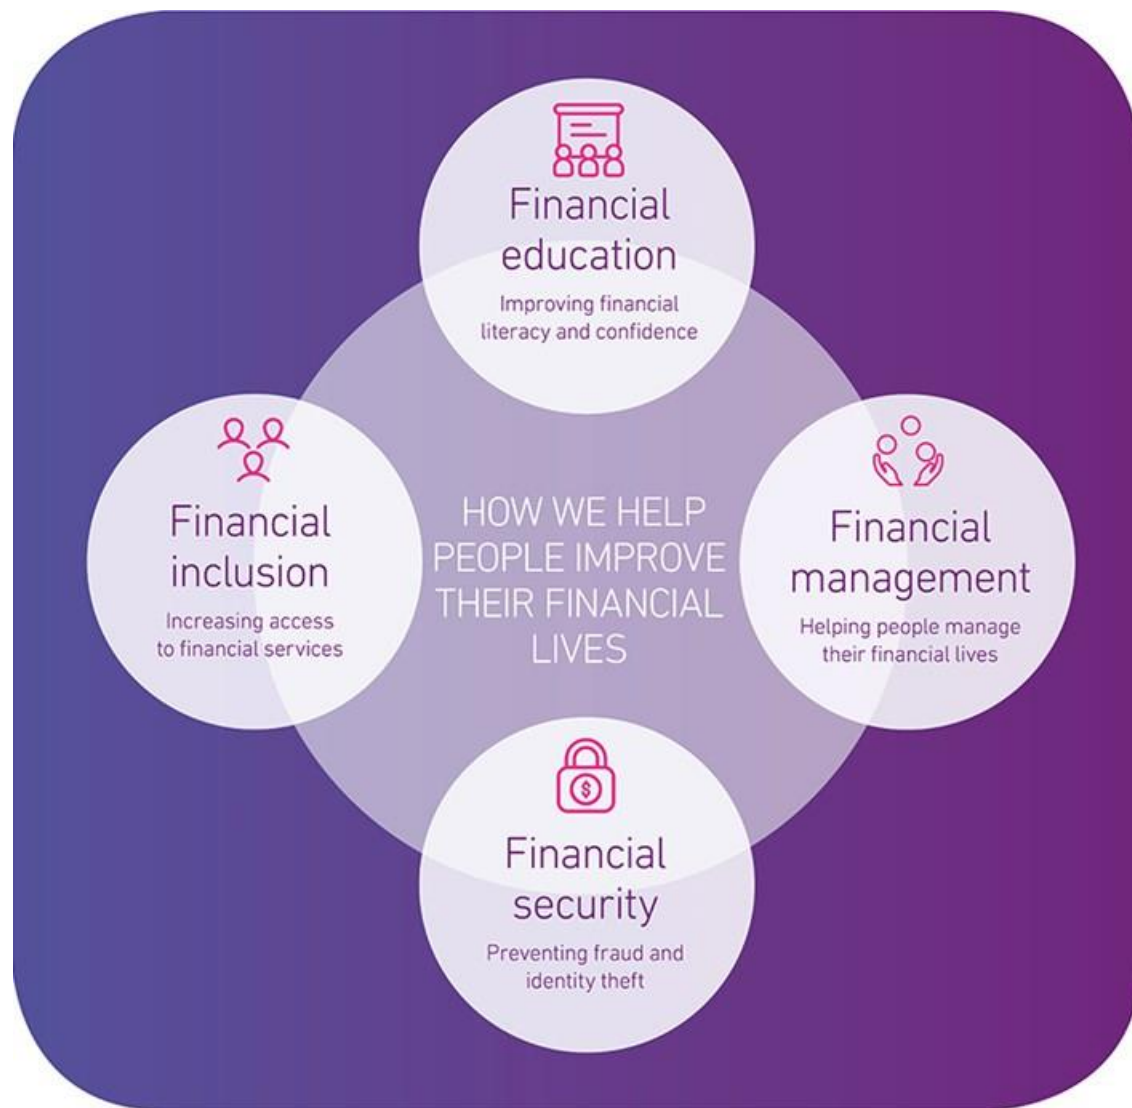 Financial
education
Improving financial
literacy and confidence
Financial
inclusion
Increasing access
to financial services
HOW WE HELP
PEOPLE IMPROVE
THEIR FINANCIAL
LIVES
Financial
management
Helping people manage
their financial lives
$
Financial
security
Preventing fraud and
identity theft